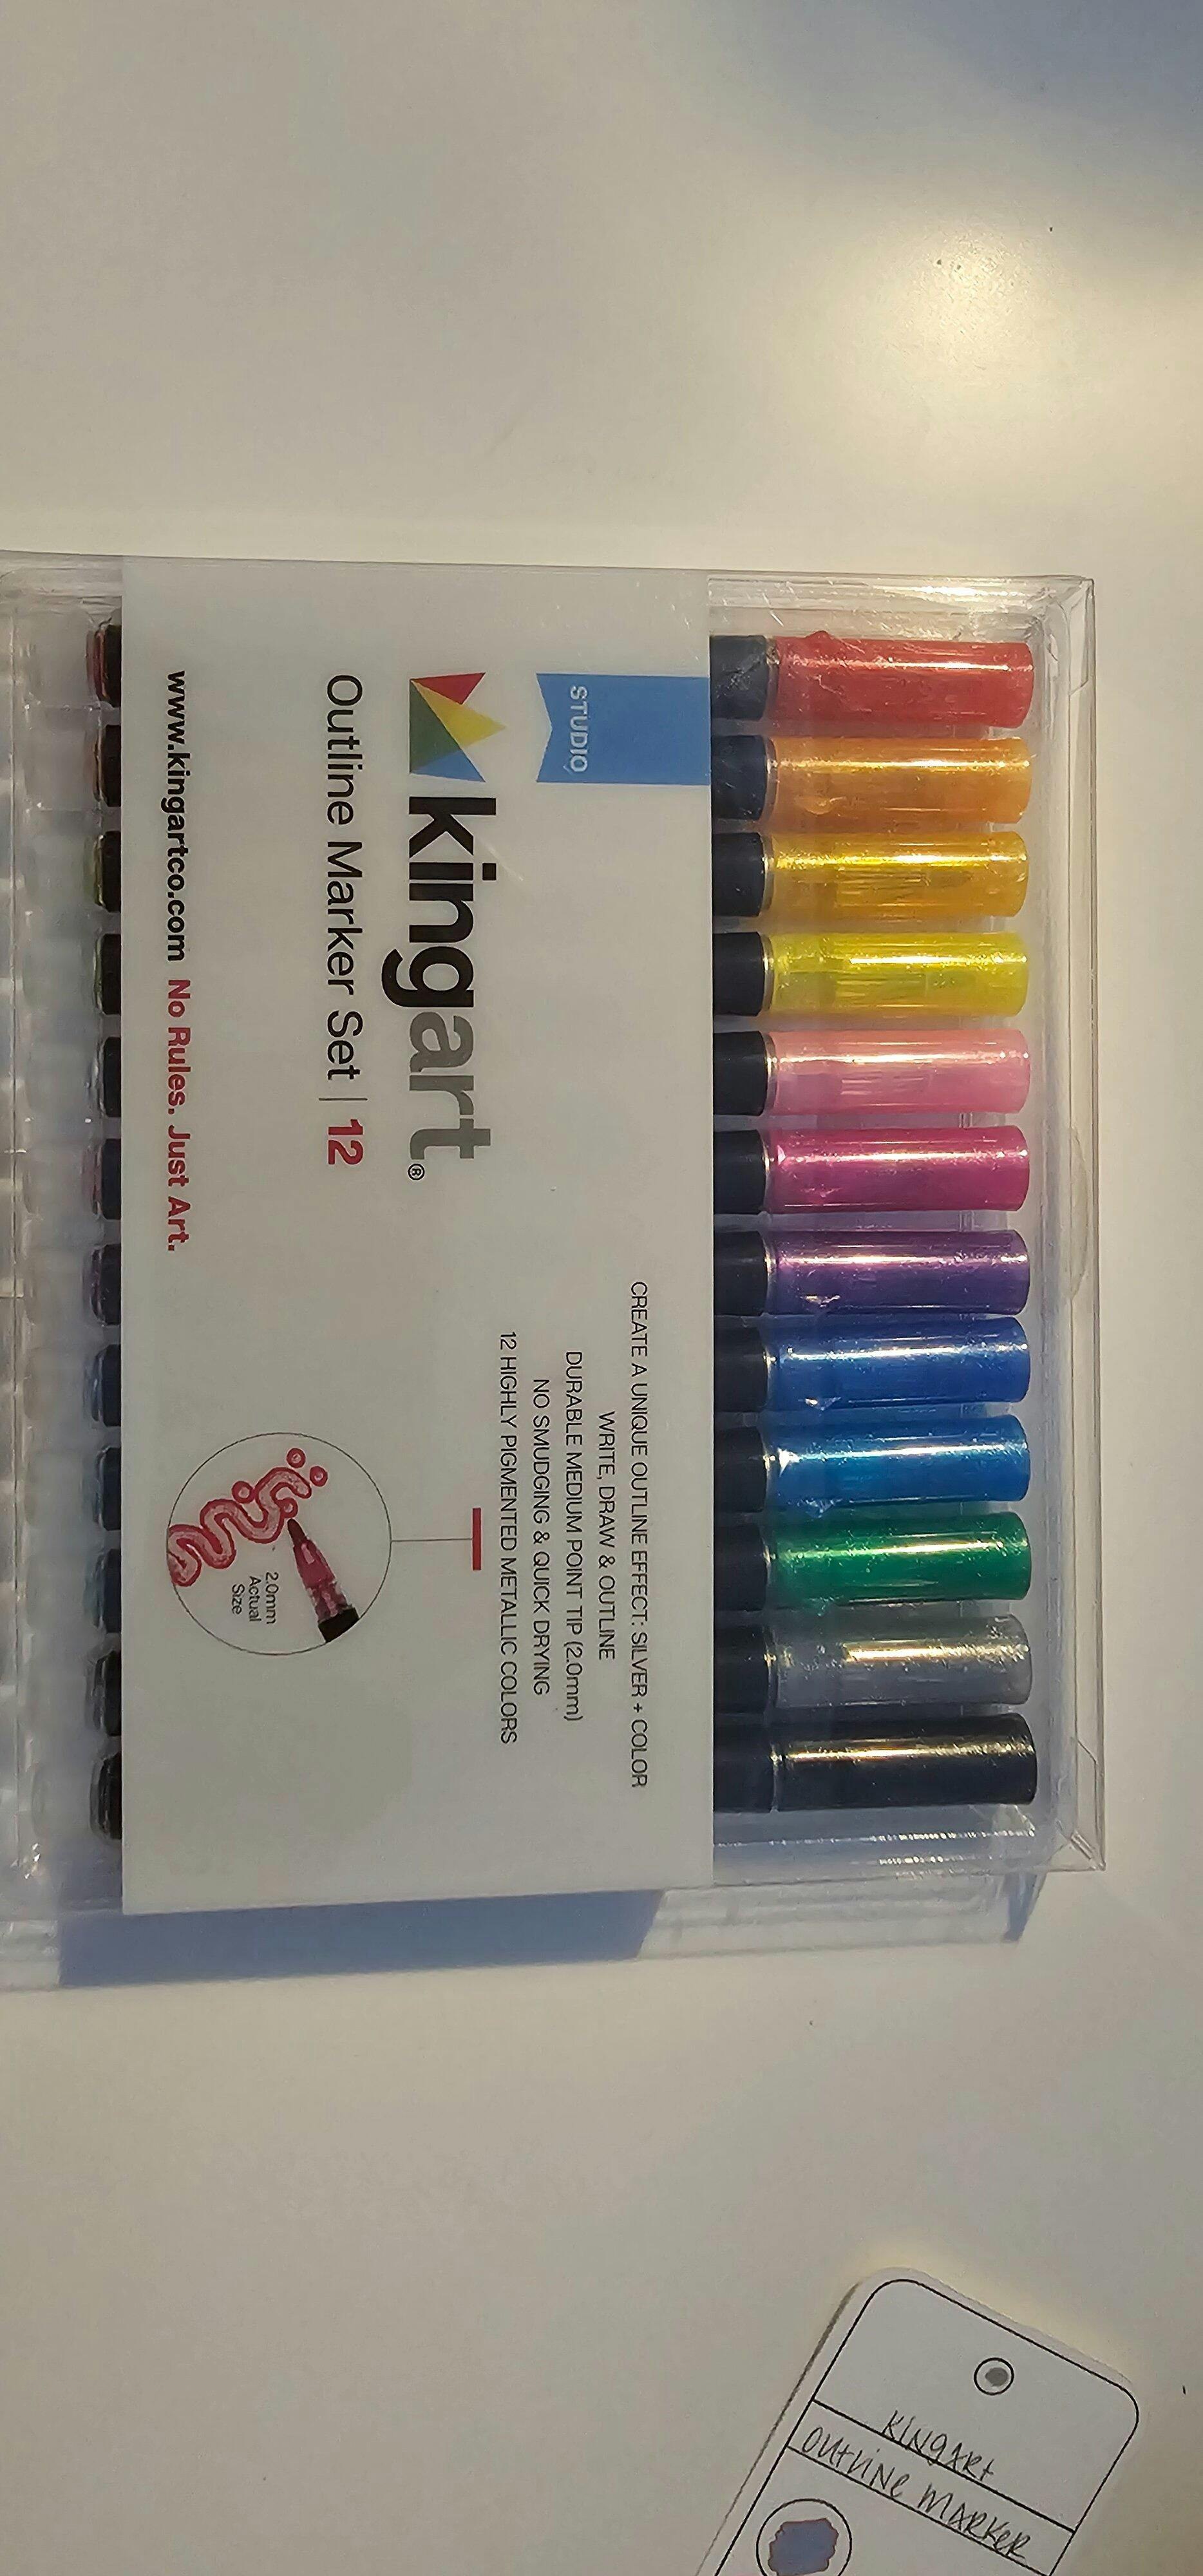 STUDIO
kingart®
Outline Marker Set | 12
www.kingartco.com No Rules. Just Art.
CREATE A UNIQUE OUTLINE EFFECT: SILVER + COLOR
WRITE, DRAW & OUTLINE
DURABLE MEDIUM POINT TIP (2.0mm)
NO SMUDGING & QUICK DRYING
12 HIGHLY PIGMENTED METALLIC COLORS
2.0mm
Actual
Size
KiNgARt
OUtLiNe MARKeR